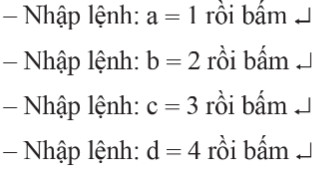 – Nhập lệnh: a = 1 rồi bấm ↵
– Nhập lệnh: b = 2 rồi bấm ↵
– Nhập lệnh: c = 3 rồi bấm ↵
– Nhập lệnh: d = 4 rồi bấm ↵